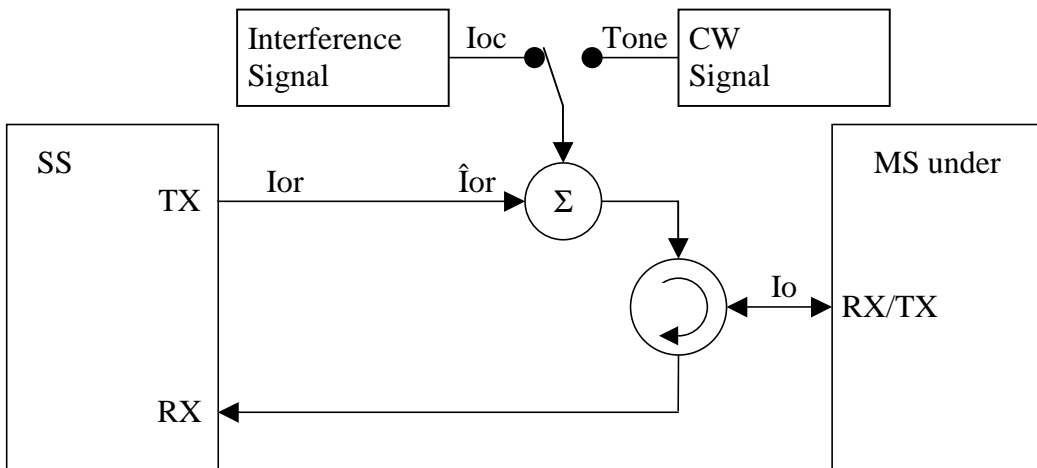 Interference
Signal
Ioc
Tone
CW
Signal
SS
MS under
TX
Ior
Îor
Σ
Io
RX/TX
RX